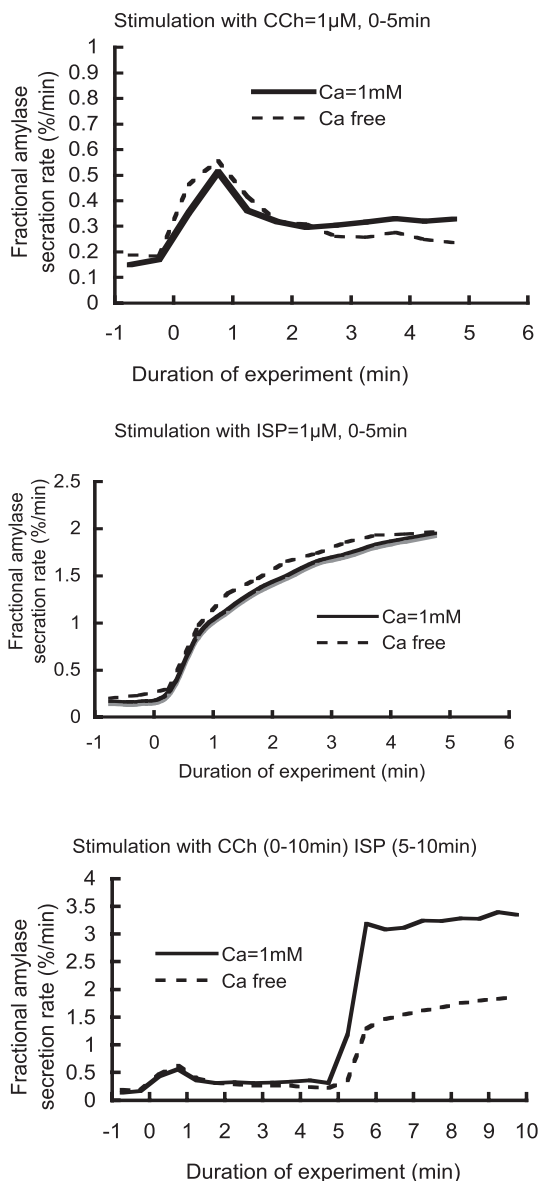 Stimulation with CCh=1µM, 0-5min
Fractional amylase
secration rate (%/min)
1
0.9
0.8
0.7
0.6
0.5
0.4
0.3
0.2
0.1
0
Ca=1mM
Ca free
-1 0 1 2 3 4 5 6
Duration of experiment (min)
Stimulation with ISP=1µM, 0-5min
Fractional amylase
secration rate (%/min)
2.5
2
1.5
1
0.5
0
Ca=1mM
Ca free
-1 0 1 2 3 4 5 6
Duration of experiment (min)
Stimulation with CCh (0-10min) ISP (5-10min)
Fractional amylase
secretion rate (%/min)
4
3.5
3
2.5
2
1.5
1
0.5
0
Ca=1mM
Ca free
-1 0 1 2 3 4 5 6 7 8 9 10
Duration of experiment (min)